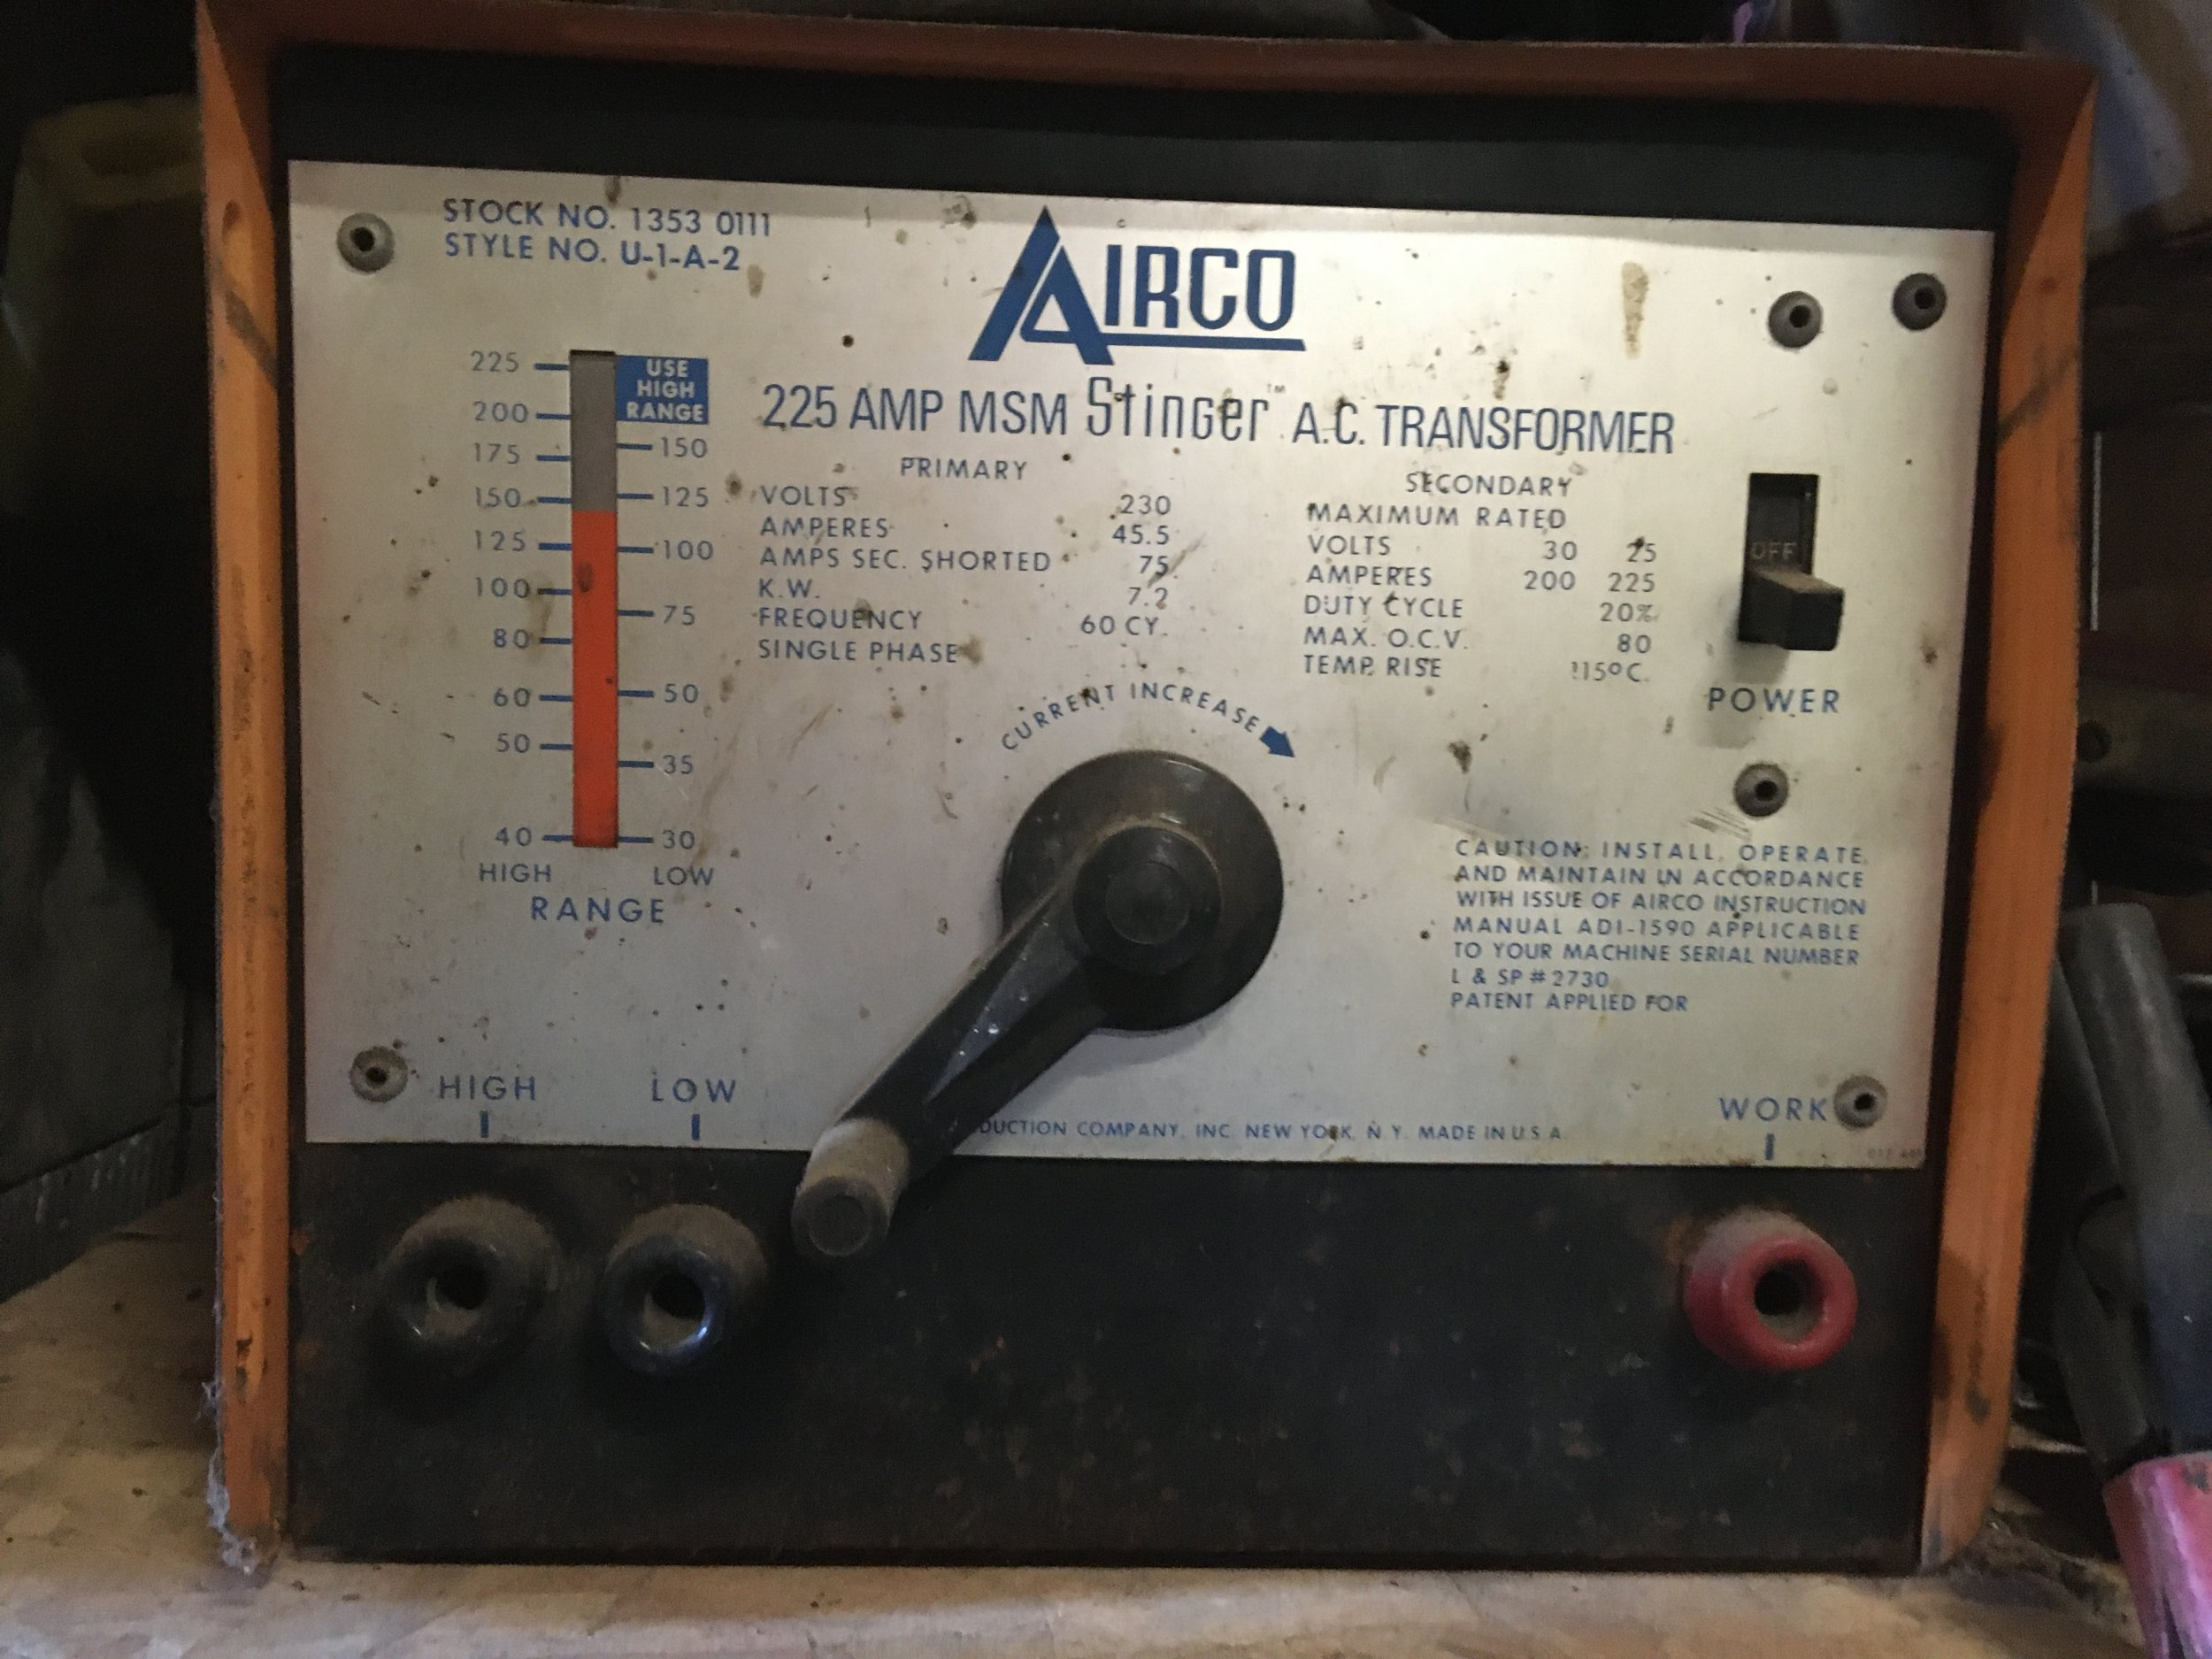 STOCK NO. 1353 0111
STYLE NO. U-1-A-2
AIRCO
225 AMP MSM Stinger™ A.C. TRANSFORMER
225
200
175
150
125
100
80
60
50
40
HIGH
USE
HIGH
RANGE
150
125
100
75
50
35
30
LOW
RANGE
PRIMARY
VOLTS 230
AMPERES 45.5
AMPS SEC. SHORTED 75
K.W. 7.2
FREQUENCY 60 CY.
SINGLE PHASE
SECONDARY
MAXIMUM RATED
VOLTS 30 25
AMPERES 200 225
DUTY CYCLE 20%
MAX. O.C.V. 80
TEMP. RISE 115°C.
OFF
POWER
CURRENT INCREASE
CAUTION: INSTALL, OPERATE,
AND MAINTAIN IN ACCORDANCE
WITH ISSUE OF AIRCO INSTRUCTION
MANUAL ADI-1590 APPLICABLE
TO YOUR MACHINE SERIAL NUMBER
L & SP # 2730
PATENT APPLIED FOR
HIGH
LOW
WORK
DUCTION COMPANY, INC. NEW YORK, N.Y. MADE IN U.S.A.